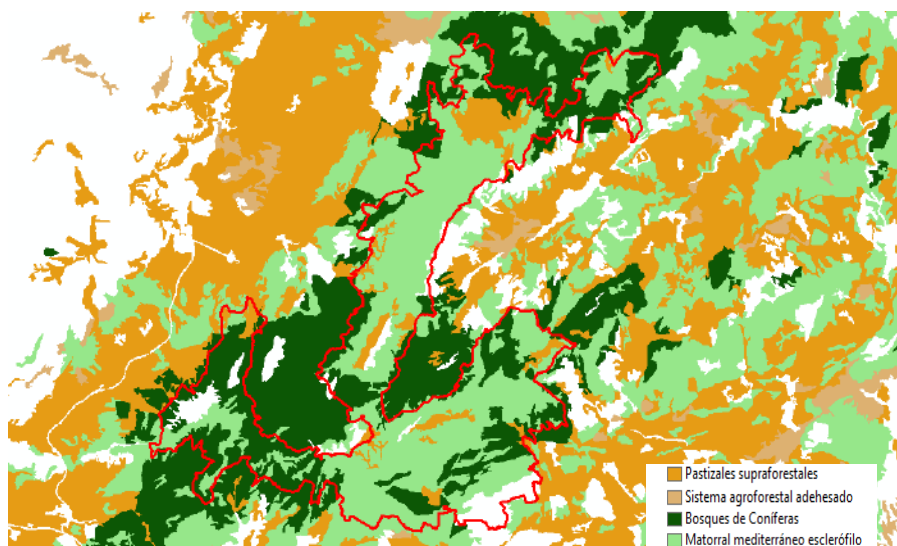 Pastizales supraforestales
Sistema agroforestal adehesado
Bosques de Coníferas
Matorral mediterráneo esclerófilo